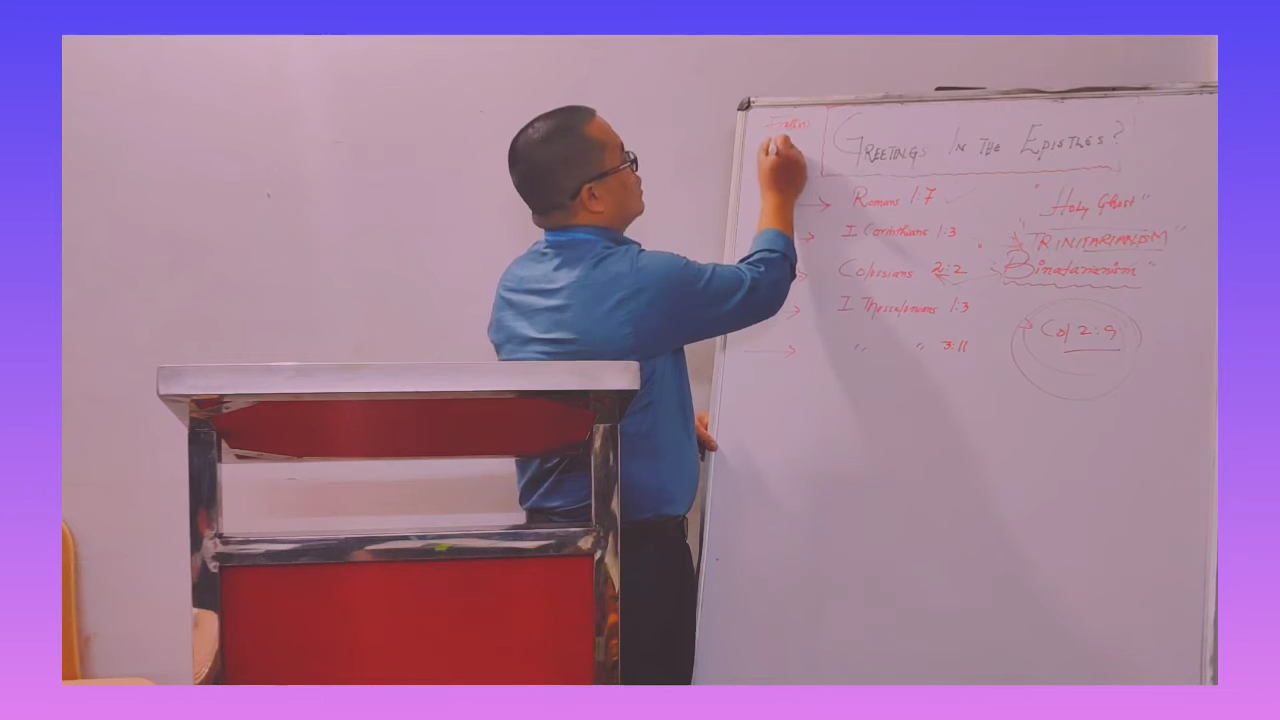 GREETINGS IN THE EPISTLES?
Romans 1:7
"Holy Ghost"
I Corinthians 1:3
"TRINITARIANISM"
Colossians 2:2
Binatarianism"
I Thessalonians 1:3
Col 2:9
" " 3:11